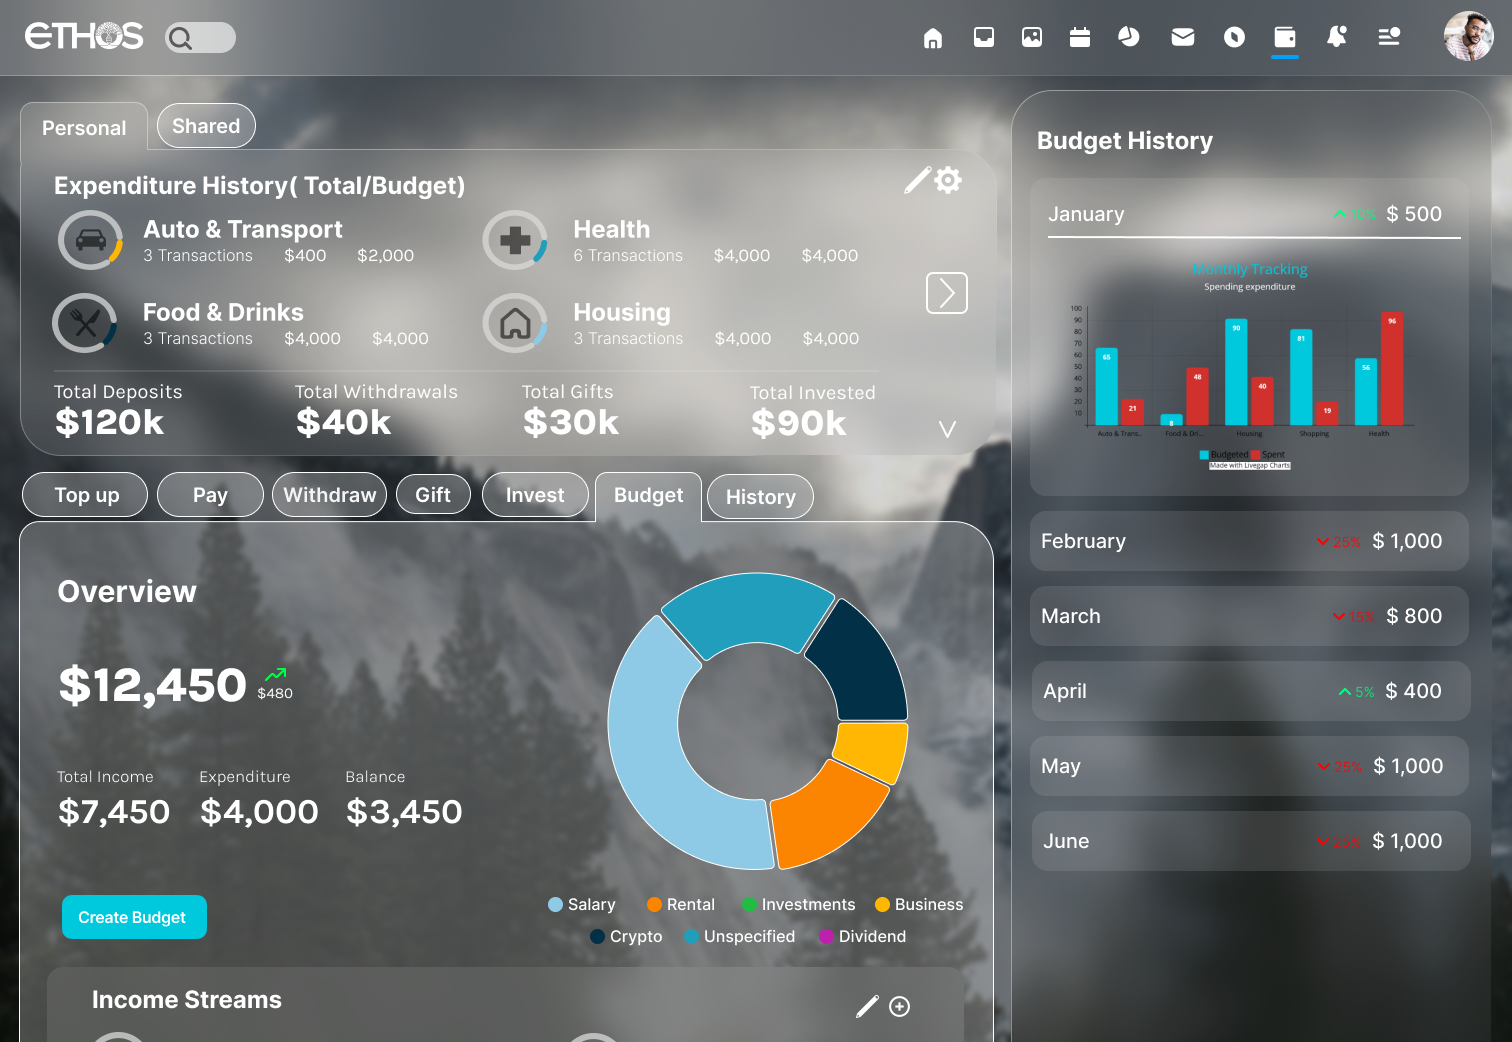 ETHOS
Personal
Shared
Expenditure History( Total/Budget)
Auto & Transport
3 Transactions $400 $2,000
Health
6 Transactions $4,000 $4,000
Food & Drinks
3 Transactions $4,000 $4,000
Housing
3 Transactions $4,000 $4,000
Total Deposits
$120k
Total Withdrawals
$40k
Total Gifts
$30k
Total Invested
$90k
Top up
Pay
Withdraw
Gift
Invest
Budget
History
Overview
$12,450
$480
Total Income
$7,450
Expenditure
$4,000
Balance
$3,450
Create Budget
Salary
Rental
Investments
Business
Crypto
Unspecified
Dividend
Income Streams
Budget History
January 10% $ 500
Monthly Tracking
Spending expenditure
100
90
80
70
60
50
40
30
20
10
65
21
8
48
90
40
81
19
56
96
Auto & Trans..
Food & Dri...
Housing
Shopping
Health
Budgeted Spent
Made with Livegap Charts
February 25% $ 1,000
March 15% $ 800
April 5% $ 400
May 25% $ 1,000
June 25% $ 1,000